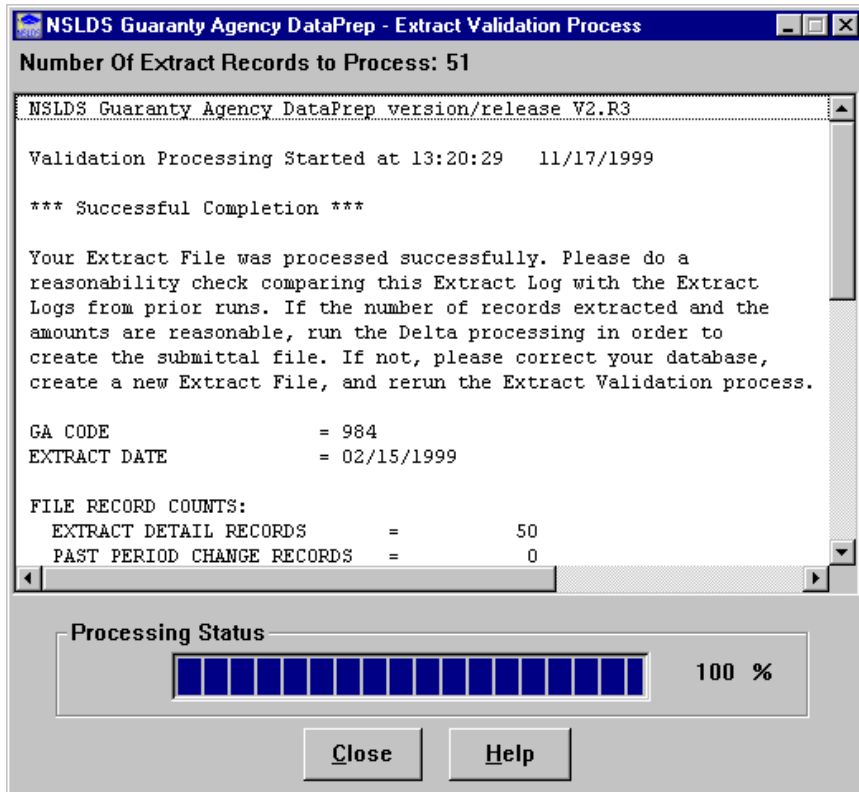 NSLDS Guaranty Agency DataPrep - Extract Validation Process
Number Of Extract Records to Process: 51
NSLDS Guaranty Agency DataPrep version/release V2.R3
Validation Processing Started at 13:20:29 11/17/1999
*** Successful Completion ***
Your Extract File was processed successfully. Please do a
reasonability check comparing this Extract Log with the Extract
Logs from prior runs. If the number of records extracted and the
amounts are reasonable, run the Delta processing in order to
create the submittal file. If not, please correct your database,
create a new Extract File, and rerun the Extract Validation process.
GA CODE = 984
EXTRACT DATE = 02/15/1999
FILE RECORD COUNTS:
EXTRACT DETAIL RECORDS = 50
PAST PERIOD CHANGE RECORDS = 0
Processing Status
100 %
Close Help